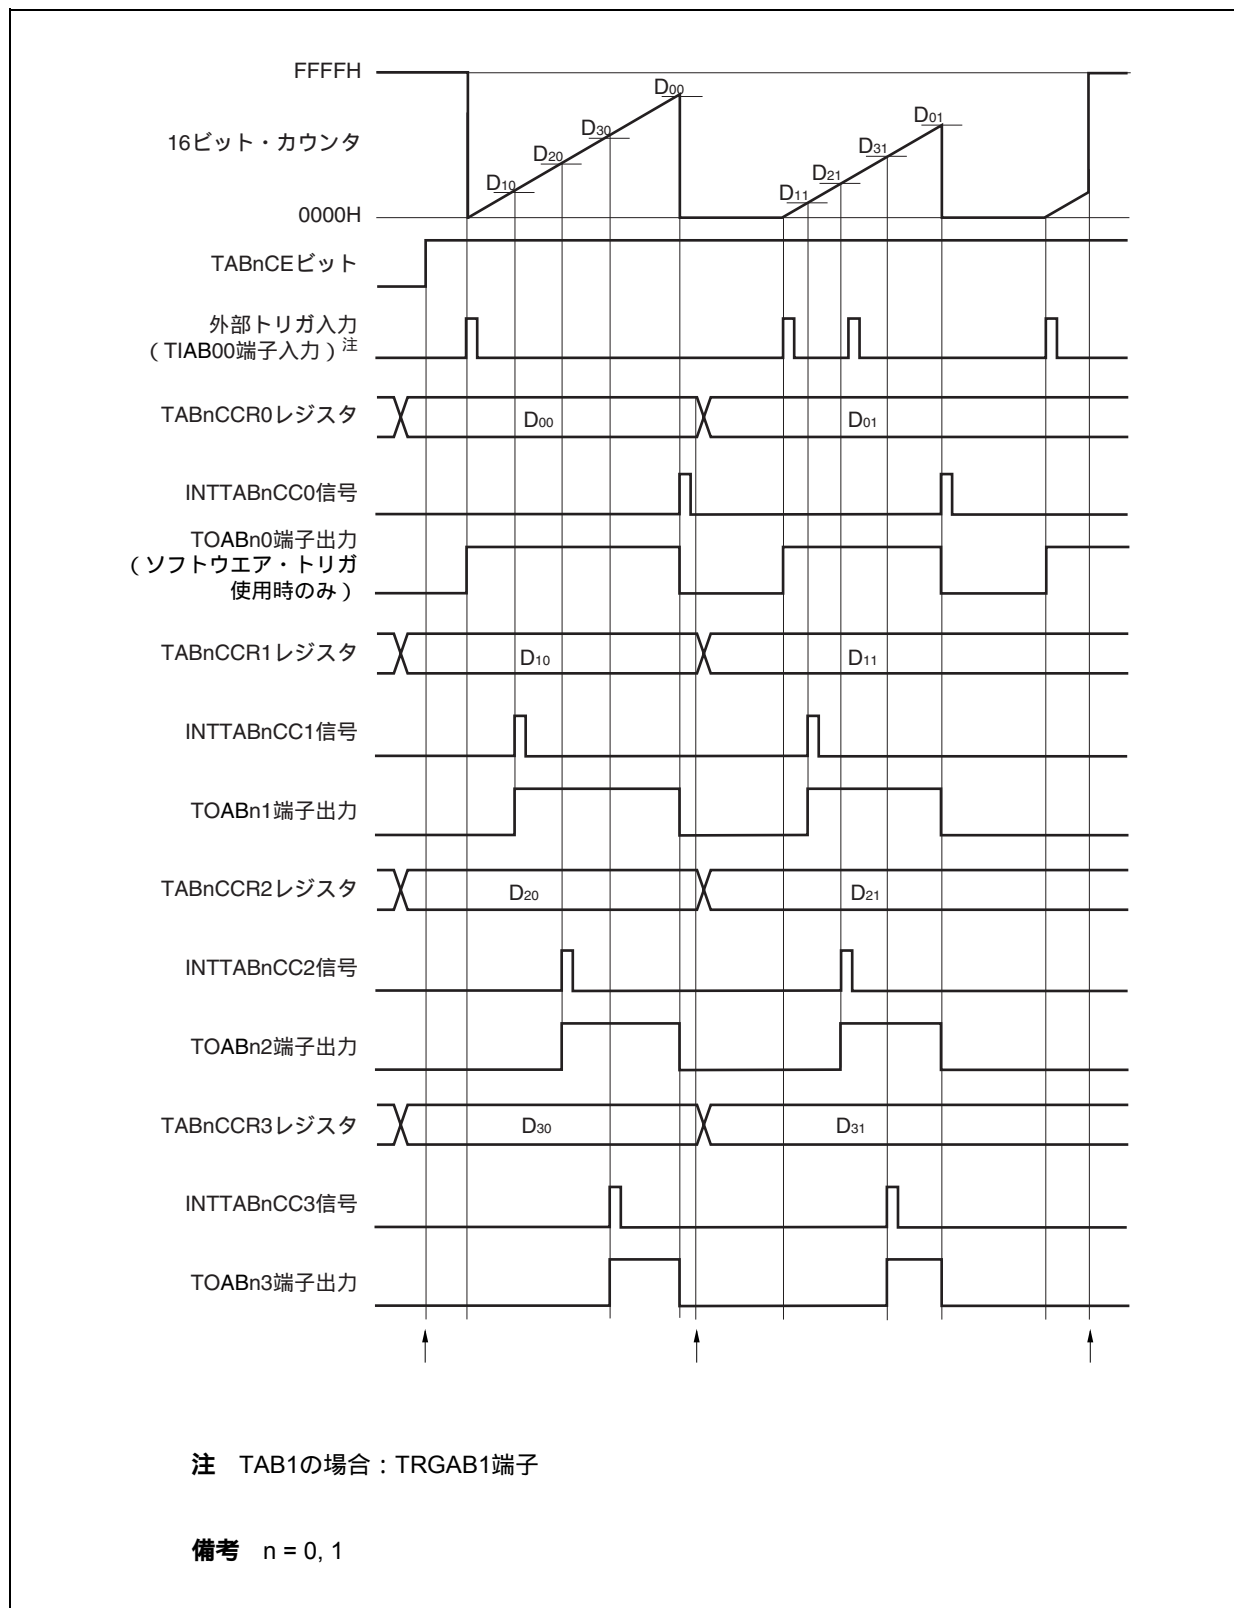 FFFFH
D00
D30
D01
16ビット・カウンタ
D20
D31
D10
D21
D11
0000H
TABnCEビット
外部トリガ入力
（TIAB00端子入力）注
TABnCCR0レジスタ
D00
D01
INTTABnCC0信号
TOABn0端子出力
（ソフトウエア・トリガ
使用時のみ）
TABnCCR1レジスタ
D10
D11
INTTABnCC1信号
TOABn1端子出力
TABnCCR2レジスタ
D20
D21
INTTABnCC2信号
TOABn2端子出力
TABnCCR3レジスタ
D30
D31
INTTABnCC3信号
TOABn3端子出力
注 TAB1の場合：TRGAB1端子
備考 n = 0, 1